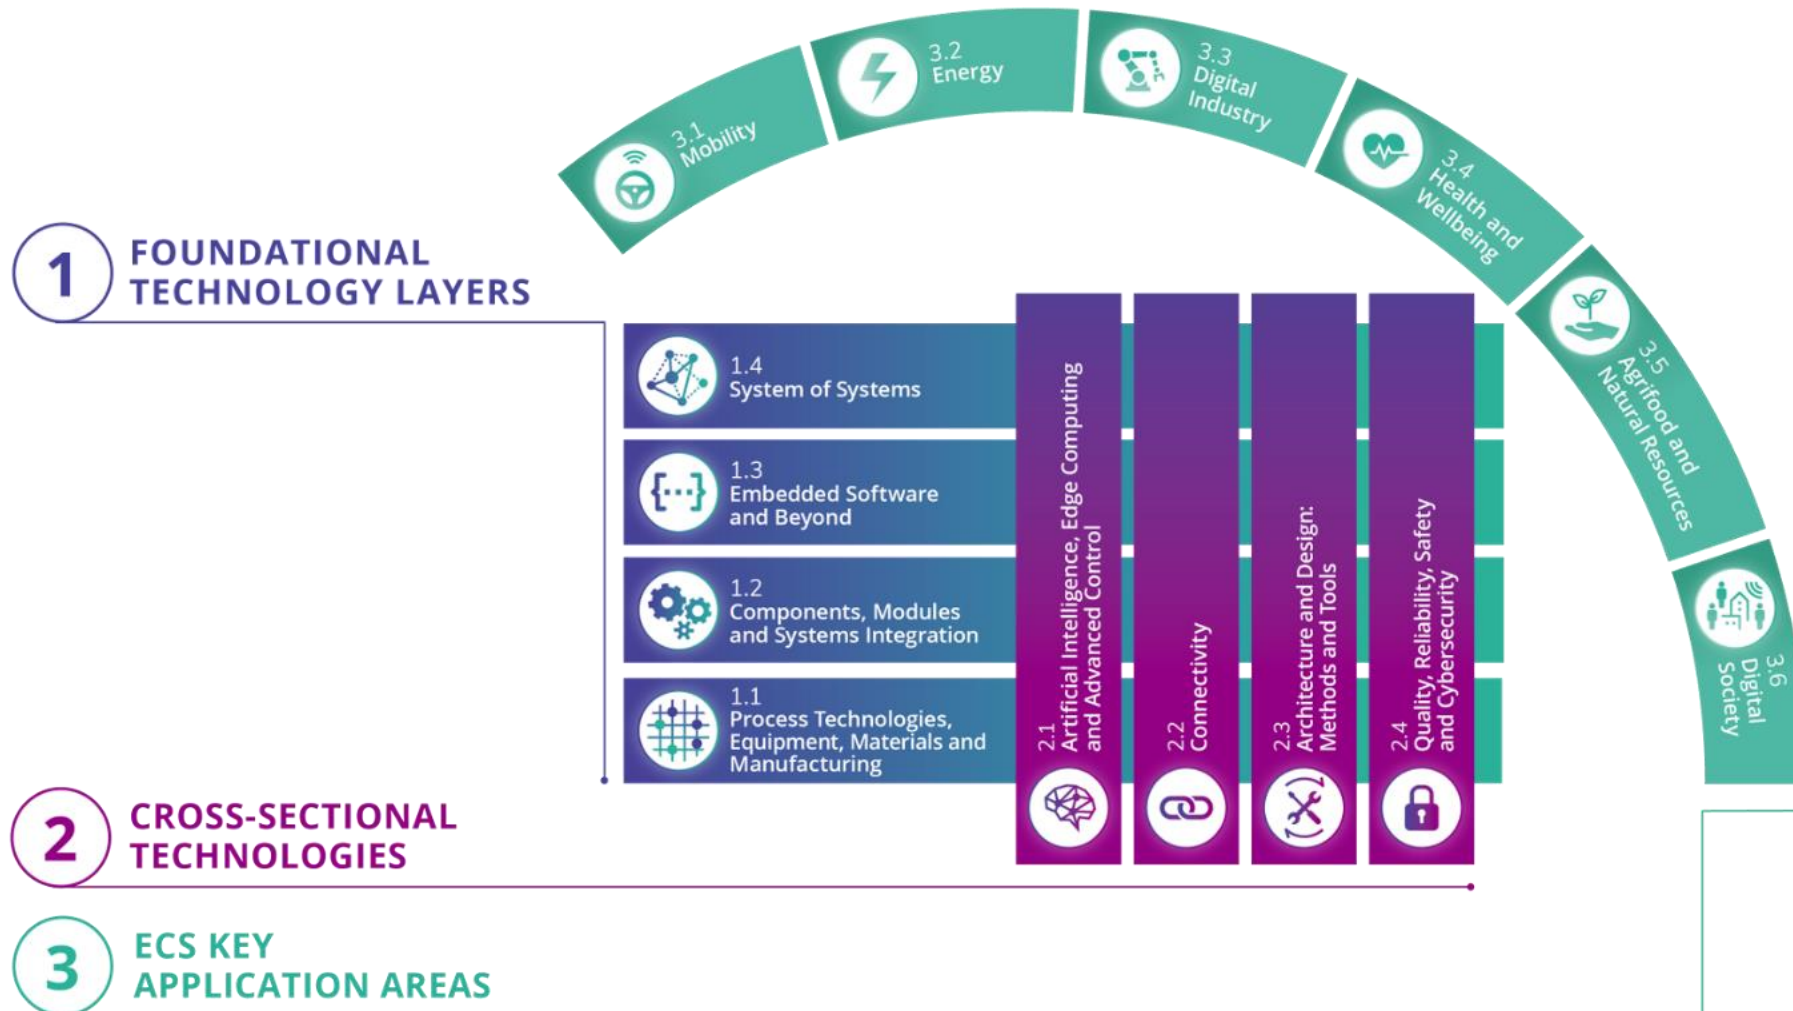 3.1
Mobility
3.2
Energy
3.3
Digital
Industry
3.4
Health and
Wellbeing
3.5
Agrifood and
Natural Resources
3.6
Digital
Society
1
FOUNDATIONAL
TECHNOLOGY LAYERS
1.4
System of Systems
1.3
Embedded Software
and Beyond
1.2
Components, Modules
and Systems Integration
1.1
Process Technologies,
Equipment, Materials and
Manufacturing
2.1
Artificial Intelligence, Edge Computing
and Advanced Control
2.2
Connectivity
2.3
Architecture and Design:
Methods and Tools
2.4
Quality, Reliability, Safety
and Cybersecurity
2
CROSS-SECTIONAL
TECHNOLOGIES
3
ECS KEY
APPLICATION AREAS